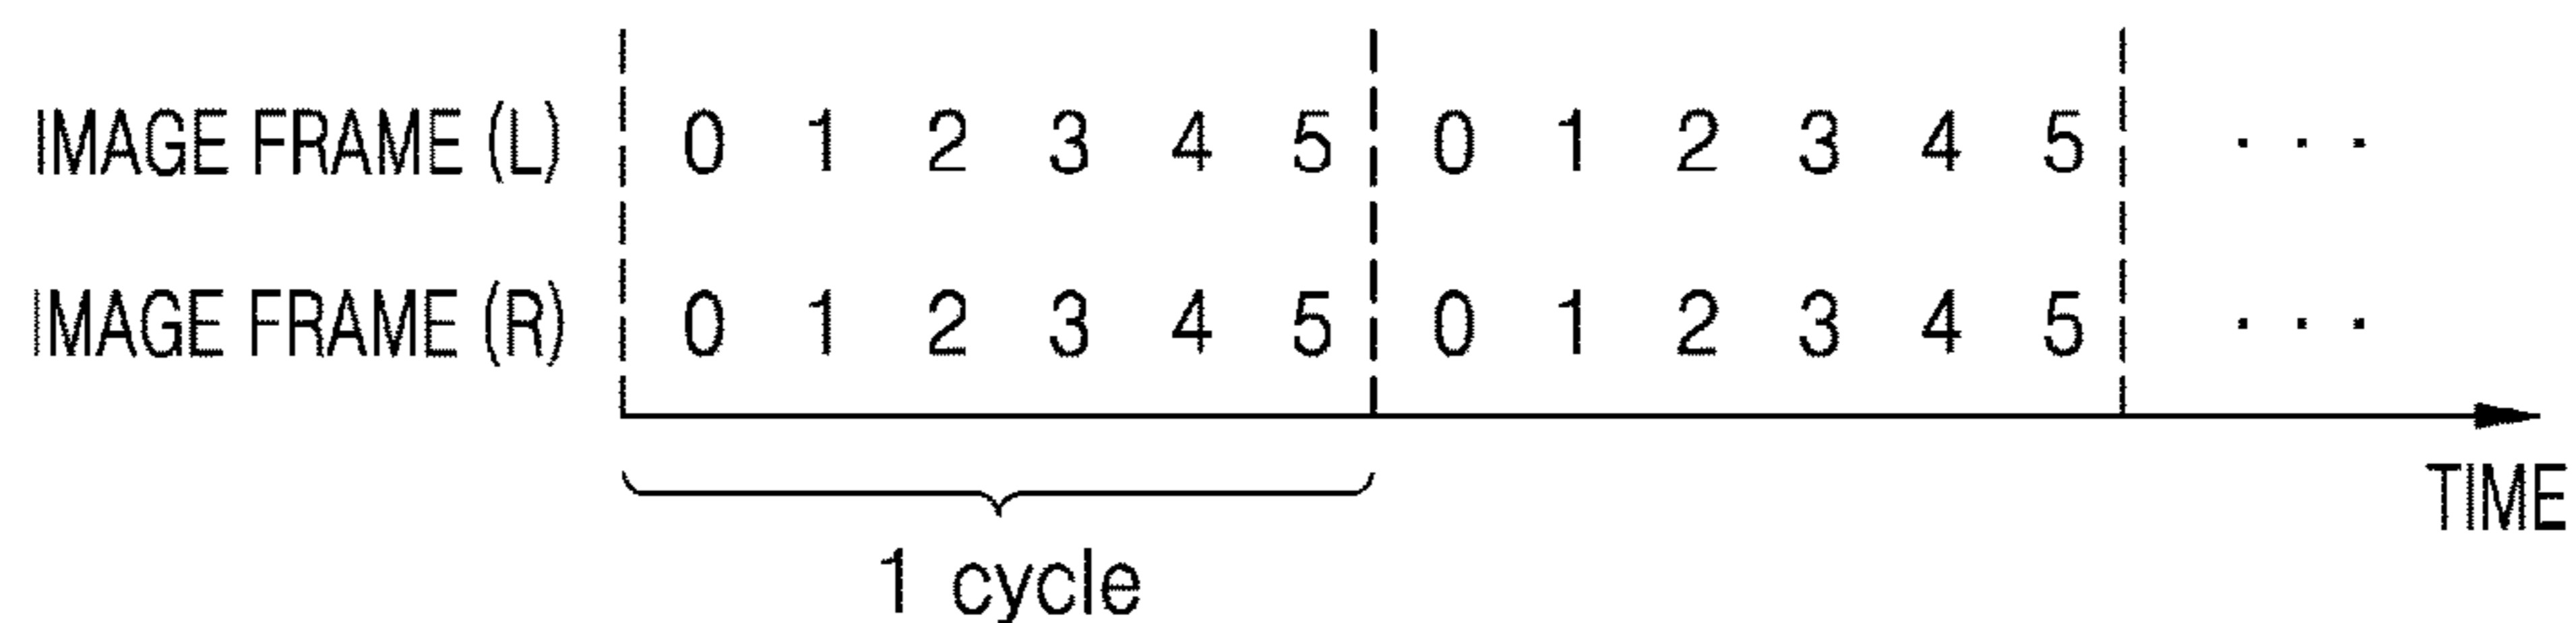 IMAGE FRAME (L) 0 1 2 3 4 5 0 1 2 3 4 5 . . .
IMAGE FRAME (R) 0 1 2 3 4 5 0 1 2 3 4 5 . . .
TIME
1 cycle